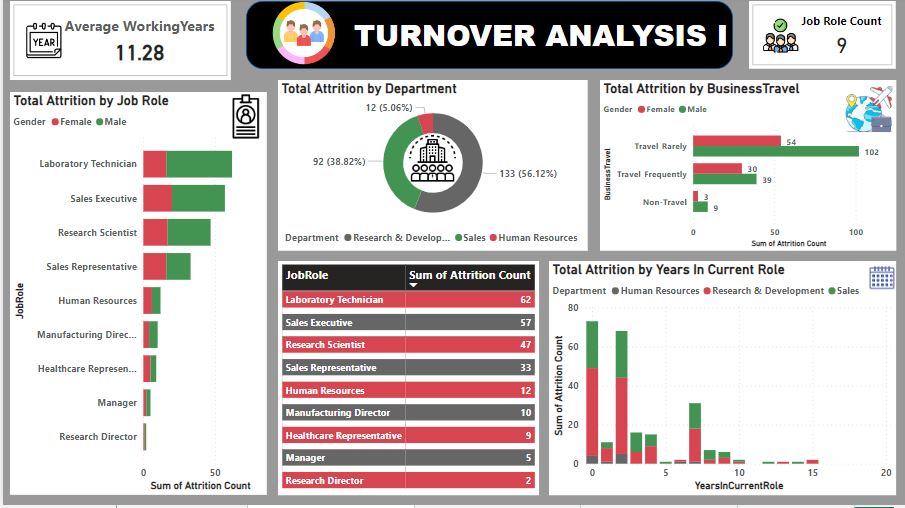 Average WorkingYears
YEAR
11.28
TURNOVER ANALYSIS I
Job Role Count
9
Total Attrition by Job Role
Gender Female Male
Laboratory Technician
Sales Executive
Research Scientist
Sales Representative
Human Resources
Manufacturing Direc...
Healthcare Represen...
Manager
Research Director
JobRole
0 50
Sum of Attrition Count
Total Attrition by Department
12 (5.06%)
92 (38.82%)
133 (56.12%)
Department Research & Develop... Sales Human Resources
Total Attrition by BusinessTravel
Gender Female Male
Travel Rarely
54
102
Travel Frequently
30
39
Non-Travel
3
9
BusinessTravel
0 50 100
Sum of Attrition Count
JobRole Sum of Attrition Count
Laboratory Technician 62
Sales Executive 57
Research Scientist 47
Sales Representative 33
Human Resources 12
Manufacturing Director 10
Healthcare Representative 9
Manager 5
Research Director 2
Total Attrition by Years In Current Role
Department Human Resources Research & Development Sales
80
60
40
20
0
Sum of Attrition Count
0 5 10 15 20
YearsInCurrentRole